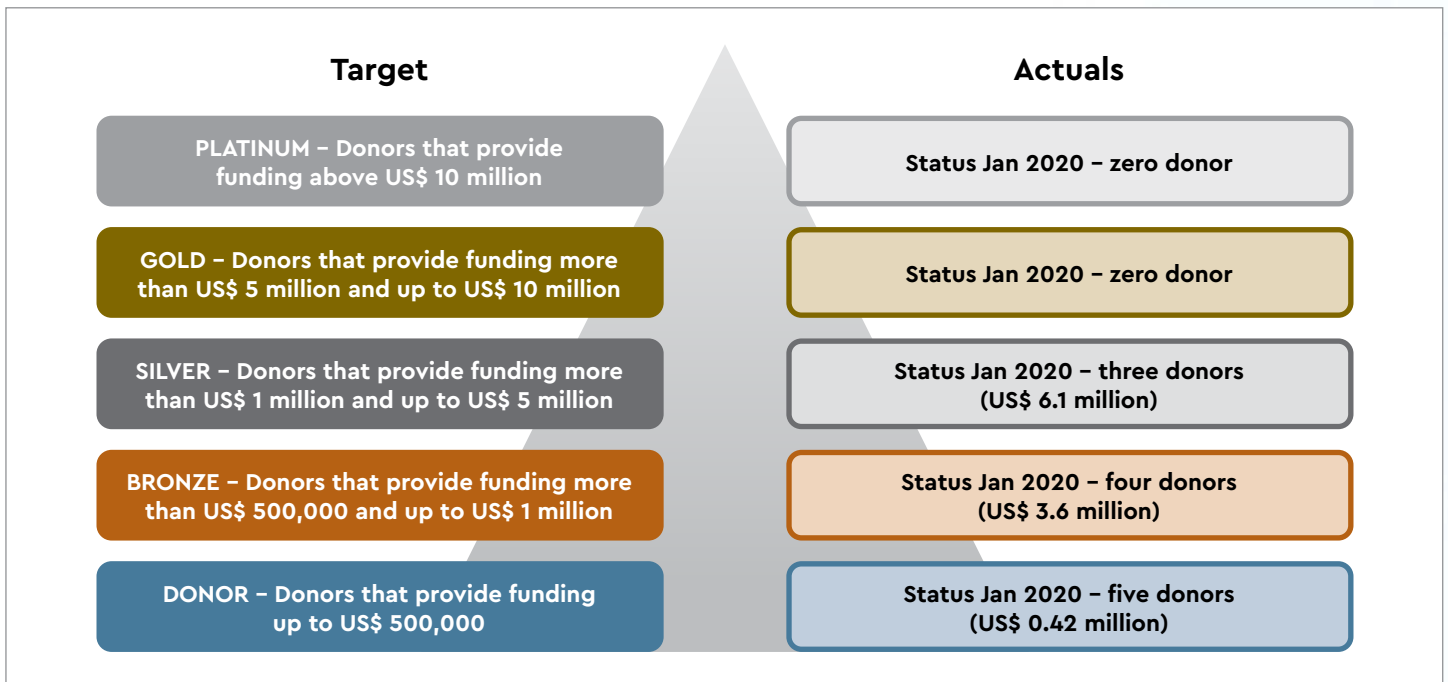 Target
Actuals
PLATINUM – Donors that provide
funding above US$ 10 million
Status Jan 2020 – zero donor
GOLD – Donors that provide funding more
than US$ 5 million and up to US$ 10 million
Status Jan 2020 – zero donor
SILVER – Donors that provide funding more
than US$ 1 million and up to US$ 5 million
Status Jan 2020 – three donors
(US$ 6.1 million)
BRONZE – Donors that provide funding more
than US$ 500,000 and up to US$ 1 million
Status Jan 2020 – four donors
(US$ 3.6 million)
DONOR – Donors that provide funding
up to US$ 500,000
Status Jan 2020 – five donors
(US$ 0.42 million)